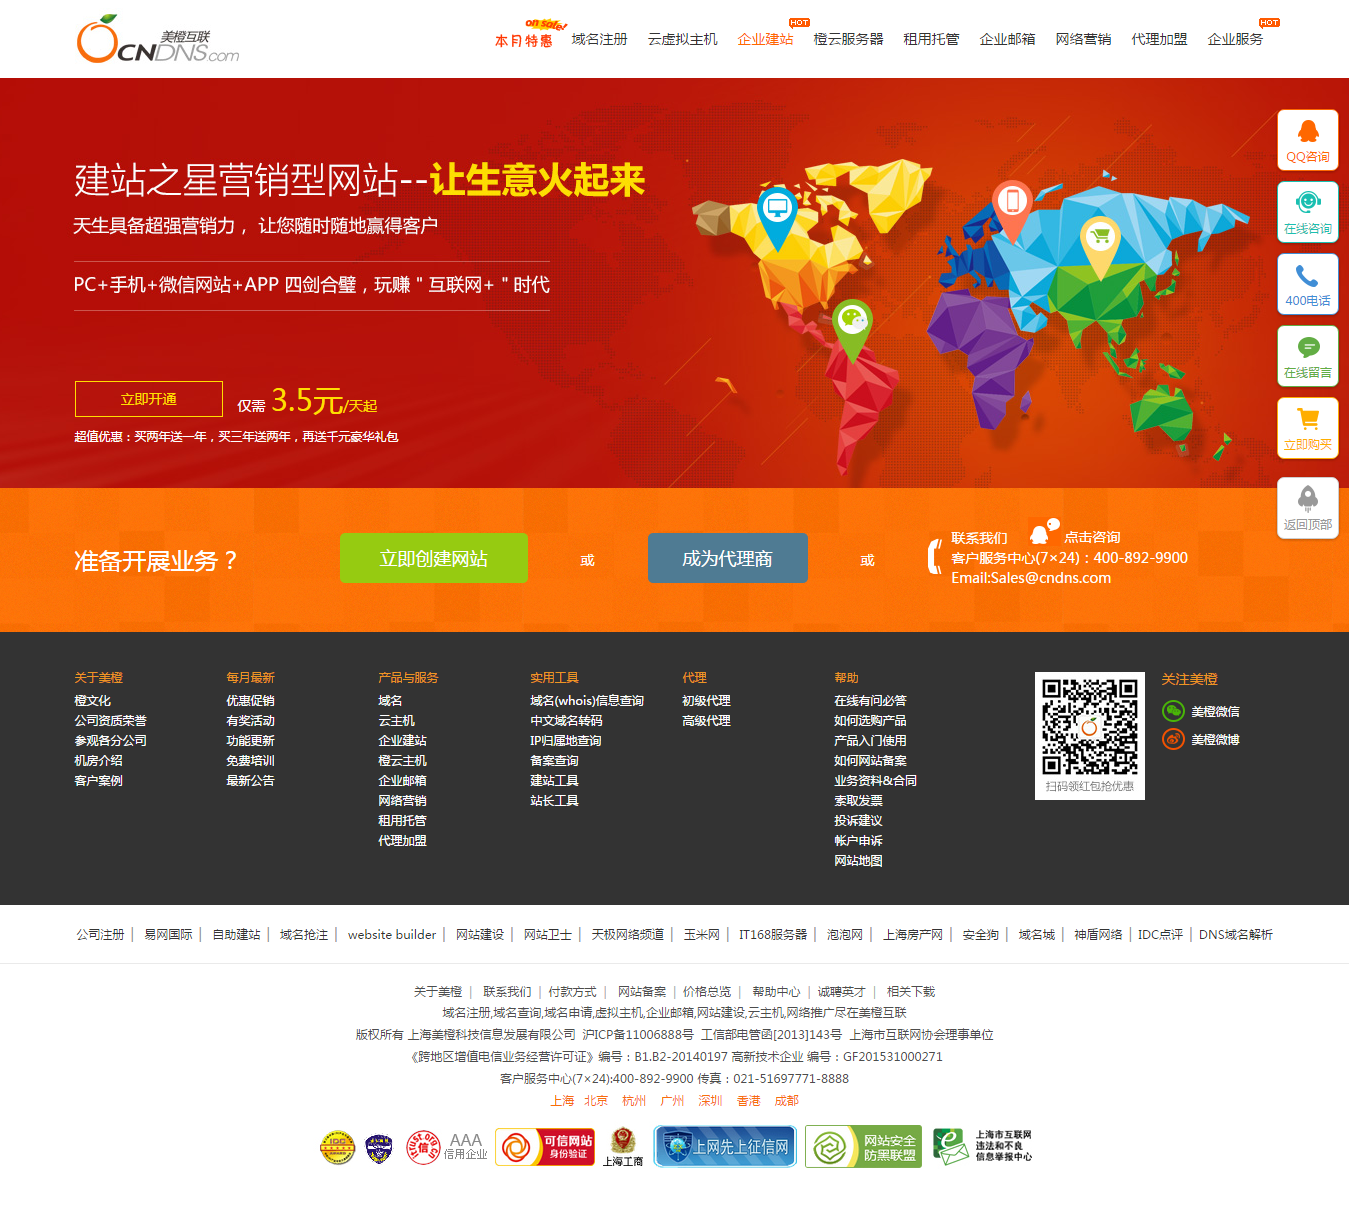 美橙互联
CNDNS.com
on sale!
本月特惠
域名注册
云虚拟主机
企业建站
HOT
橙云服务器
租用托管
企业邮箱
网络营销
代理加盟
企业服务
HOT
建站之星营销型网站--让生意火起来
天生具备超强营销力，让您随时随地赢得客户
PC+手机+微信网站+APP 四剑合璧，玩赚＂互联网+＂时代
立即开通
仅需 3.5元/天起
超值优惠：买两年送一年，买三年送两年，再送千元豪华礼包
QQ咨询
在线咨询
400电话
在线留言
立即购买
返回顶部
准备开展业务？
立即创建网站
或
成为代理商
或
联系我们 点击咨询
客户服务中心(7×24)：400-892-9900
Email:Sales@cndns.com
关于美橙
橙文化
公司资质荣誉
参观各分公司
机房介绍
客户案例
每月最新
优惠促销
有奖活动
功能更新
免费培训
最新公告
产品与服务
域名
云主机
企业建站
橙云主机
企业邮箱
网络营销
租用托管
代理加盟
实用工具
域名(whois)信息查询
中文域名转码
IP归属地查询
备案查询
建站工具
站长工具
代理
初级代理
高级代理
帮助
在线有问必答
如何选购产品
产品入门使用
如何网站备案
业务资料&合同
索取发票
投诉建议
帐户申诉
网站地图
扫码领红包抢优惠
关注美橙
美橙微信
美橙微博
公司注册 | 易网国际 | 自助建站 | 域名抢注 | website builder | 网站建设 | 网站卫士 | 天极网络频道 | 玉米网 | IT168服务器 | 泡泡网 | 上海房产网 | 安全狗 | 域名城 | 神盾网络 | IDC点评 | DNS域名解析
关于美橙 | 联系我们 | 付款方式 | 网站备案 | 价格总览 | 帮助中心 | 诚聘英才 | 相关下载
域名注册,域名查询,域名申请,虚拟主机,企业邮箱,网站建设,云主机,网络推广尽在美橙互联
版权所有 上海美橙科技信息发展有限公司 沪ICP备11006888号 工信部电管函[2013]143号 上海市互联网协会理事单位
《跨地区增值电信业务经营许可证》编号：B1.B2-20140197 高新技术企业 编号：GF201531000271
客户服务中心(7×24):400-892-9900 传真：021-51697771-8888
上海 北京 杭州 广州 深圳 香港 成都
IDC
AAA
信用企业
可信网站
身份验证
上海工商
上网先上征信网
网站安全
防黑联盟
上海市互联网
违法和不良
信息举报中心